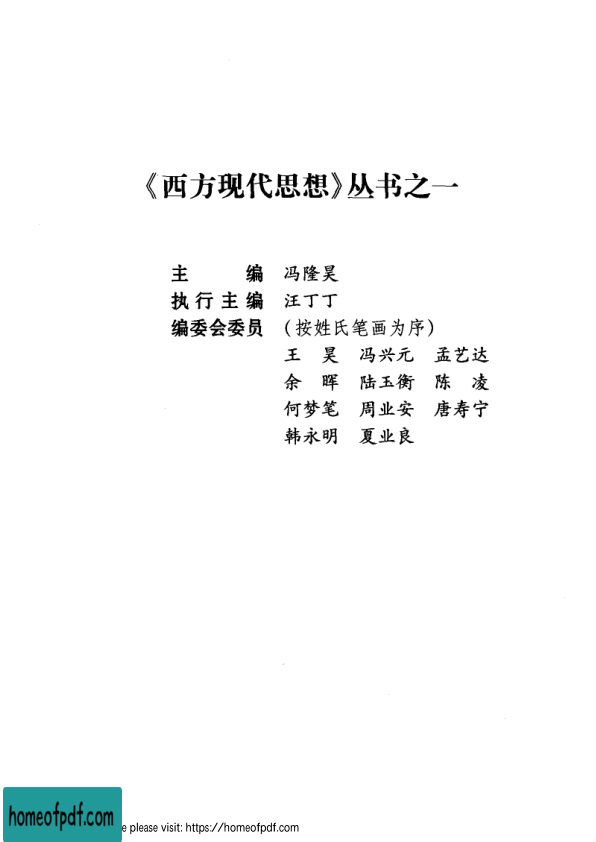 《西方现代思想》丛书之一
主 编 冯隆昊
执行主编 汪丁丁
编委会委员 (按姓氏笔画为序)
王 昊 冯兴元 孟艺达
余 晖 陆玉衡 陈 凌
何梦笔 周业安 唐寿宁
韩永明 夏业良
homeofpdf.com
e please visit: https://homeofpdf.com